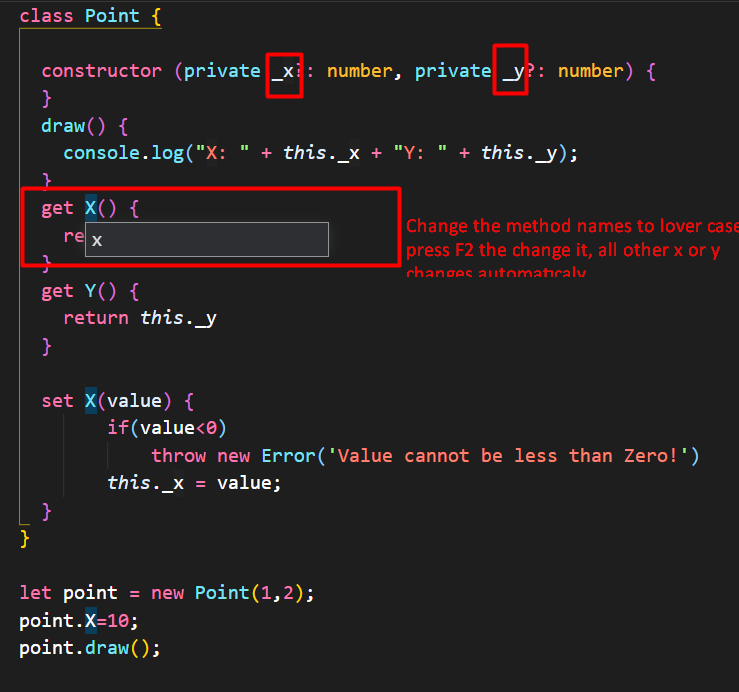 class Point {
constructor (private _x?: number, private _y?: number) {
}
draw() {
console.log("X: " + this._x + "Y: " + this._y);
}
get X() {
re
x
}
Change the method names to lover case
press F2 the change it, all other x or y
changes automaticaly
get Y() {
return this._y
}
set X(value) {
if(value<0)
throw new Error('Value cannot be less than Zero!')
this._x = value;
}
}
let point = new Point(1,2);
point.X=10;
point.draw();